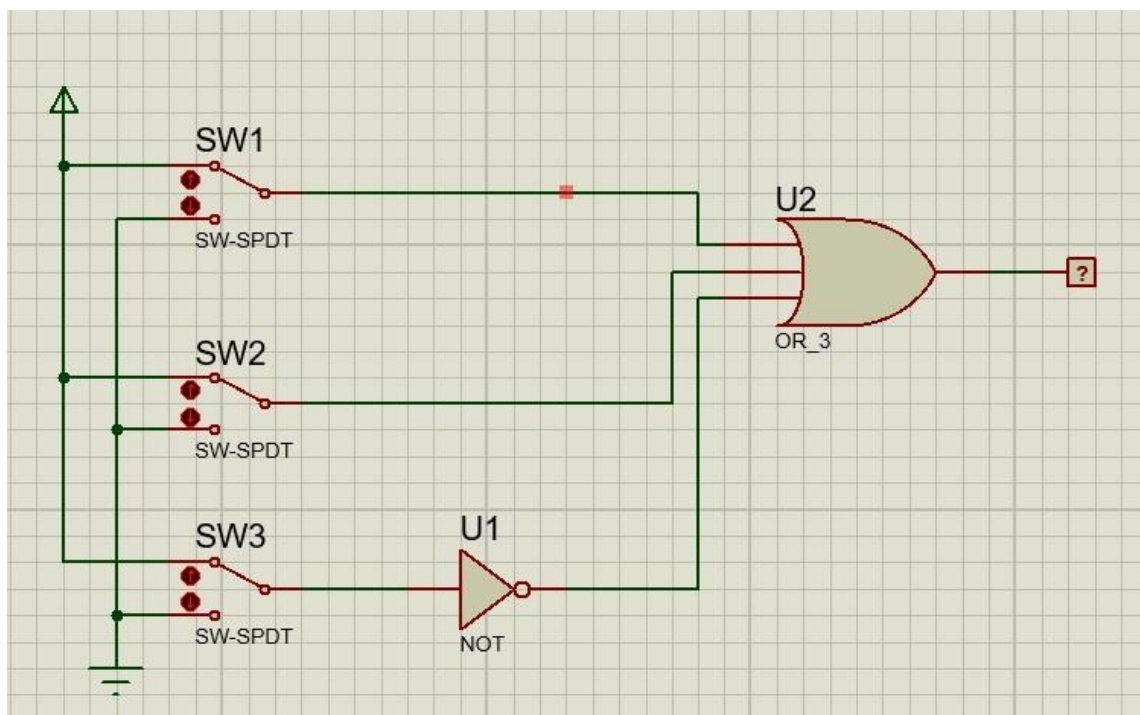 SW1
SW-SPDT
U2
?
OR_3
SW2
SW-SPDT
SW3
SW-SPDT
U1
NOT